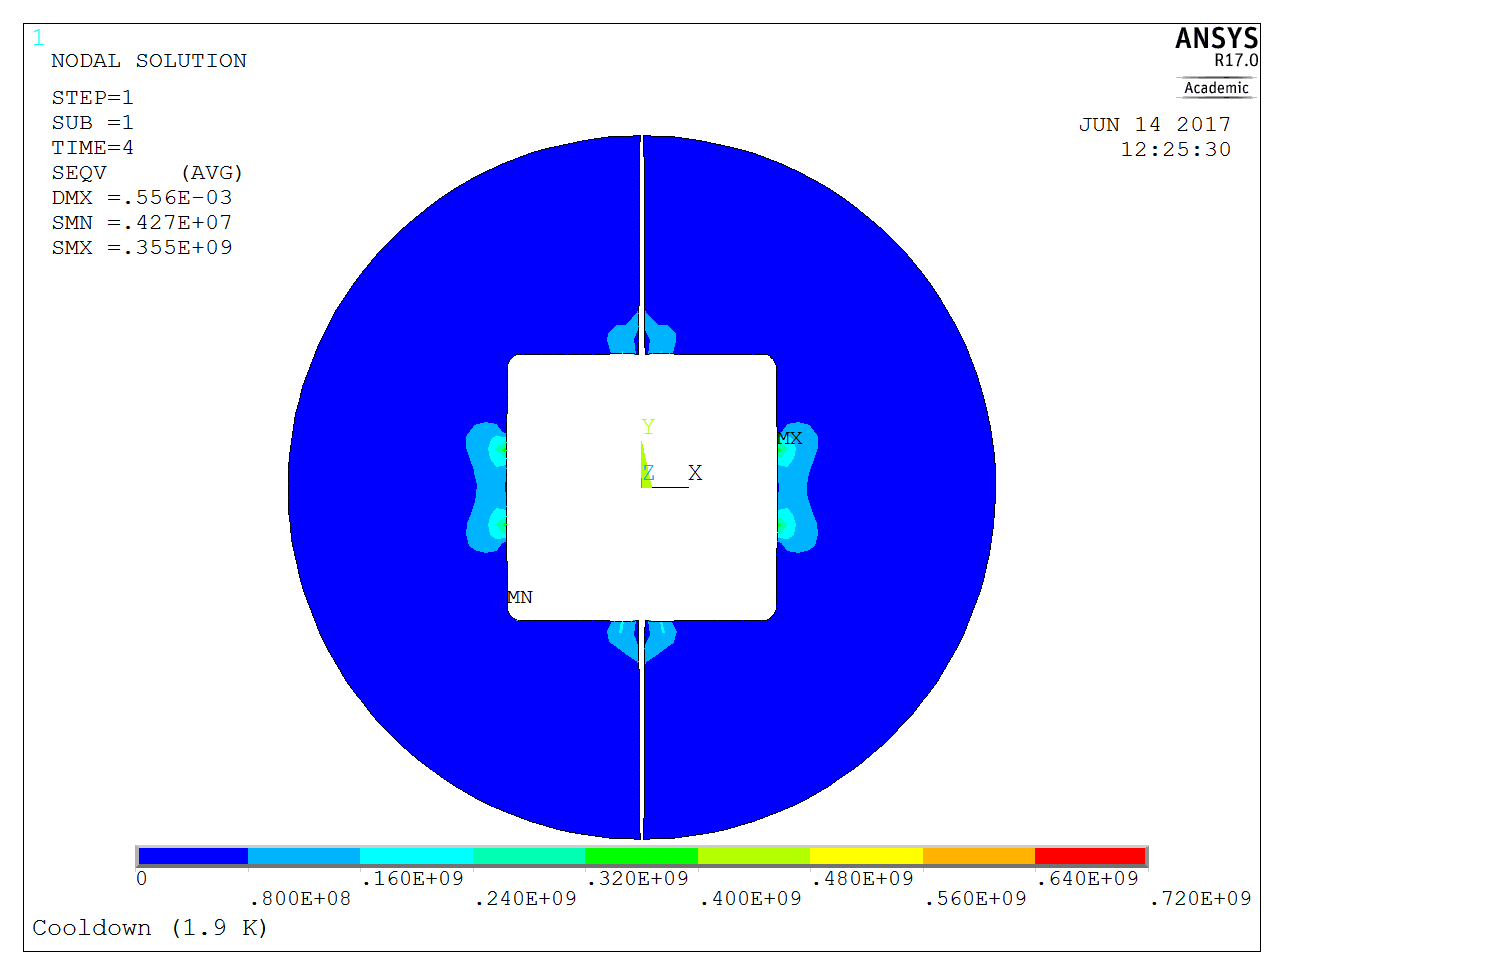 1
NODAL SOLUTION
STEP=1
SUB =1
TIME=4
SEQV (AVG)
DMX =.556E-03
SMN =.427E+07
SMX =.355E+09
ANSYS
R17.0
Academic
JUN 14 2017
12:25:30
Y
MX
Z X
MN
0 .160E+09 .320E+09 .480E+09 .640E+09
.800E+08 .240E+09 .400E+09 .560E+09 .720E+09
Cooldown (1.9 K)